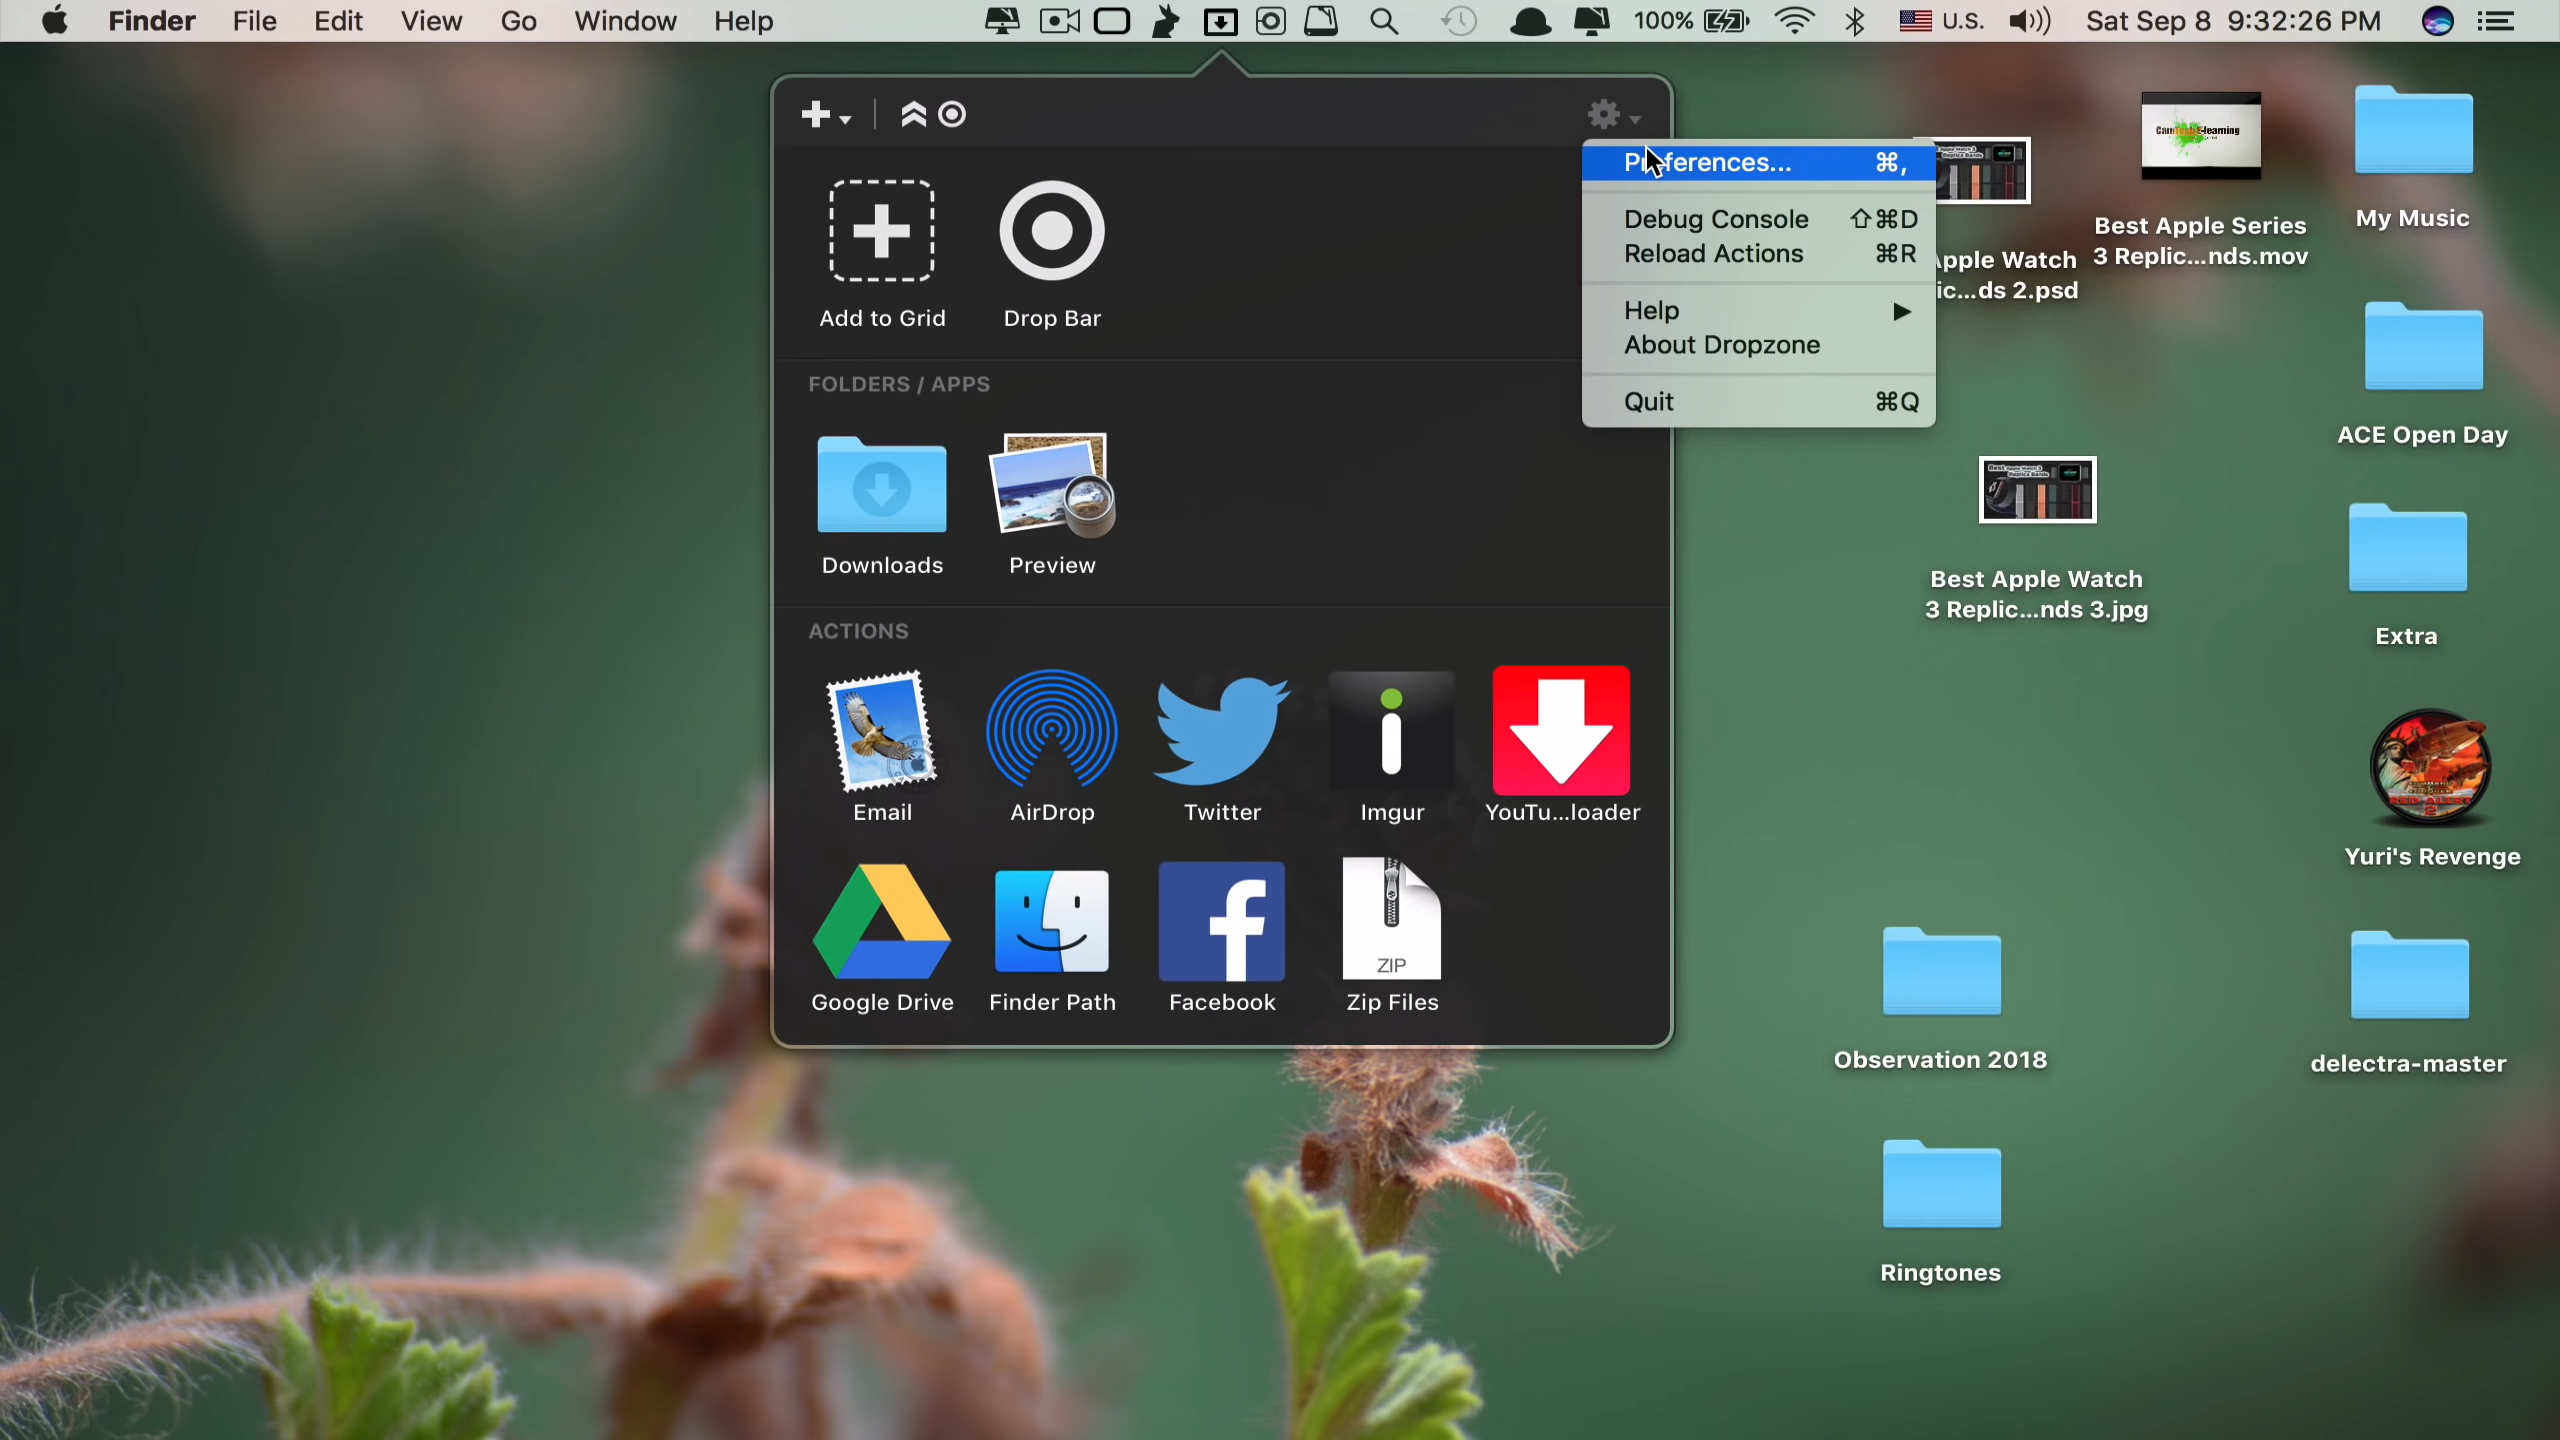 Finder File Edit View Go Window Help 100% U.S. Sat Sep 8 9:32:26 PM
Preferences... ⌘,
Debug Console ⇧⌘D
Reload Actions ⌘R
Help ▶
About Dropzone
Quit ⌘Q
Add to Grid
Drop Bar
FOLDERS / APPS
Downloads
Preview
ACTIONS
Email
AirDrop
Twitter
Imgur
YouTu...loader
Google Drive
Finder Path
Facebook
ZIP
Zip Files
Apple Watch
ic...ds 2.psd
CamTech E-learning
Best Apple Series
3 Replic...nds.mov
My Music
ACE Open Day
Best Apple Watch
3 Replic...nds 3.jpg
Extra
Yuri's Revenge
Observation 2018
delectra-master
Ringtones